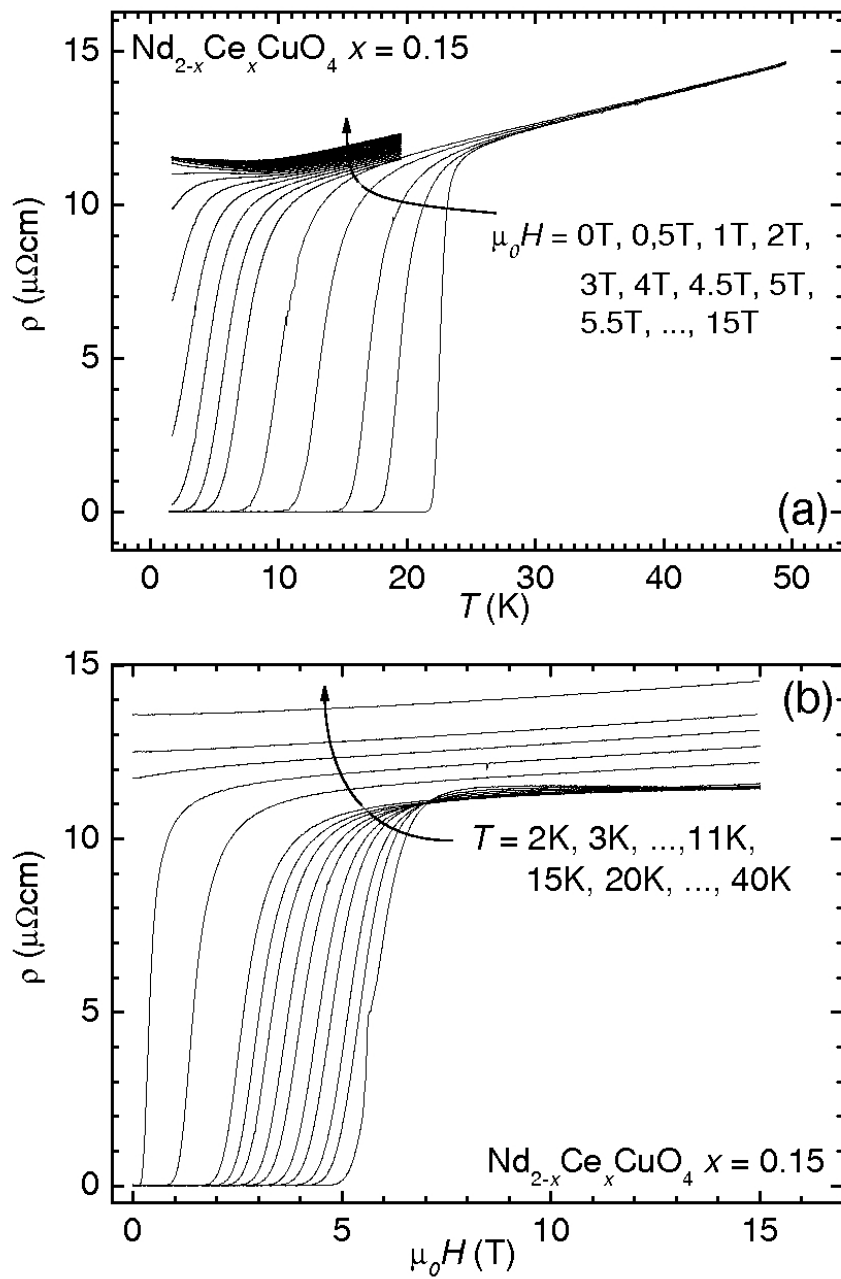 Nd₂₋ₓCeₓCuO₄ x = 0.15
15
10
5
0
ρ (μΩcm)
μ₀H = 0T, 0,5T, 1T, 2T,
3T, 4T, 4.5T, 5T,
5.5T, ..., 15T
(a)
0 10 20 30 40 50
T (K)
15
10
5
0
ρ (μΩcm)
(b)
T = 2K, 3K, ...,11K,
15K, 20K, ..., 40K
Nd₂₋ₓCeₓCuO₄ x = 0.15
0 5 10 15
μ₀H (T)